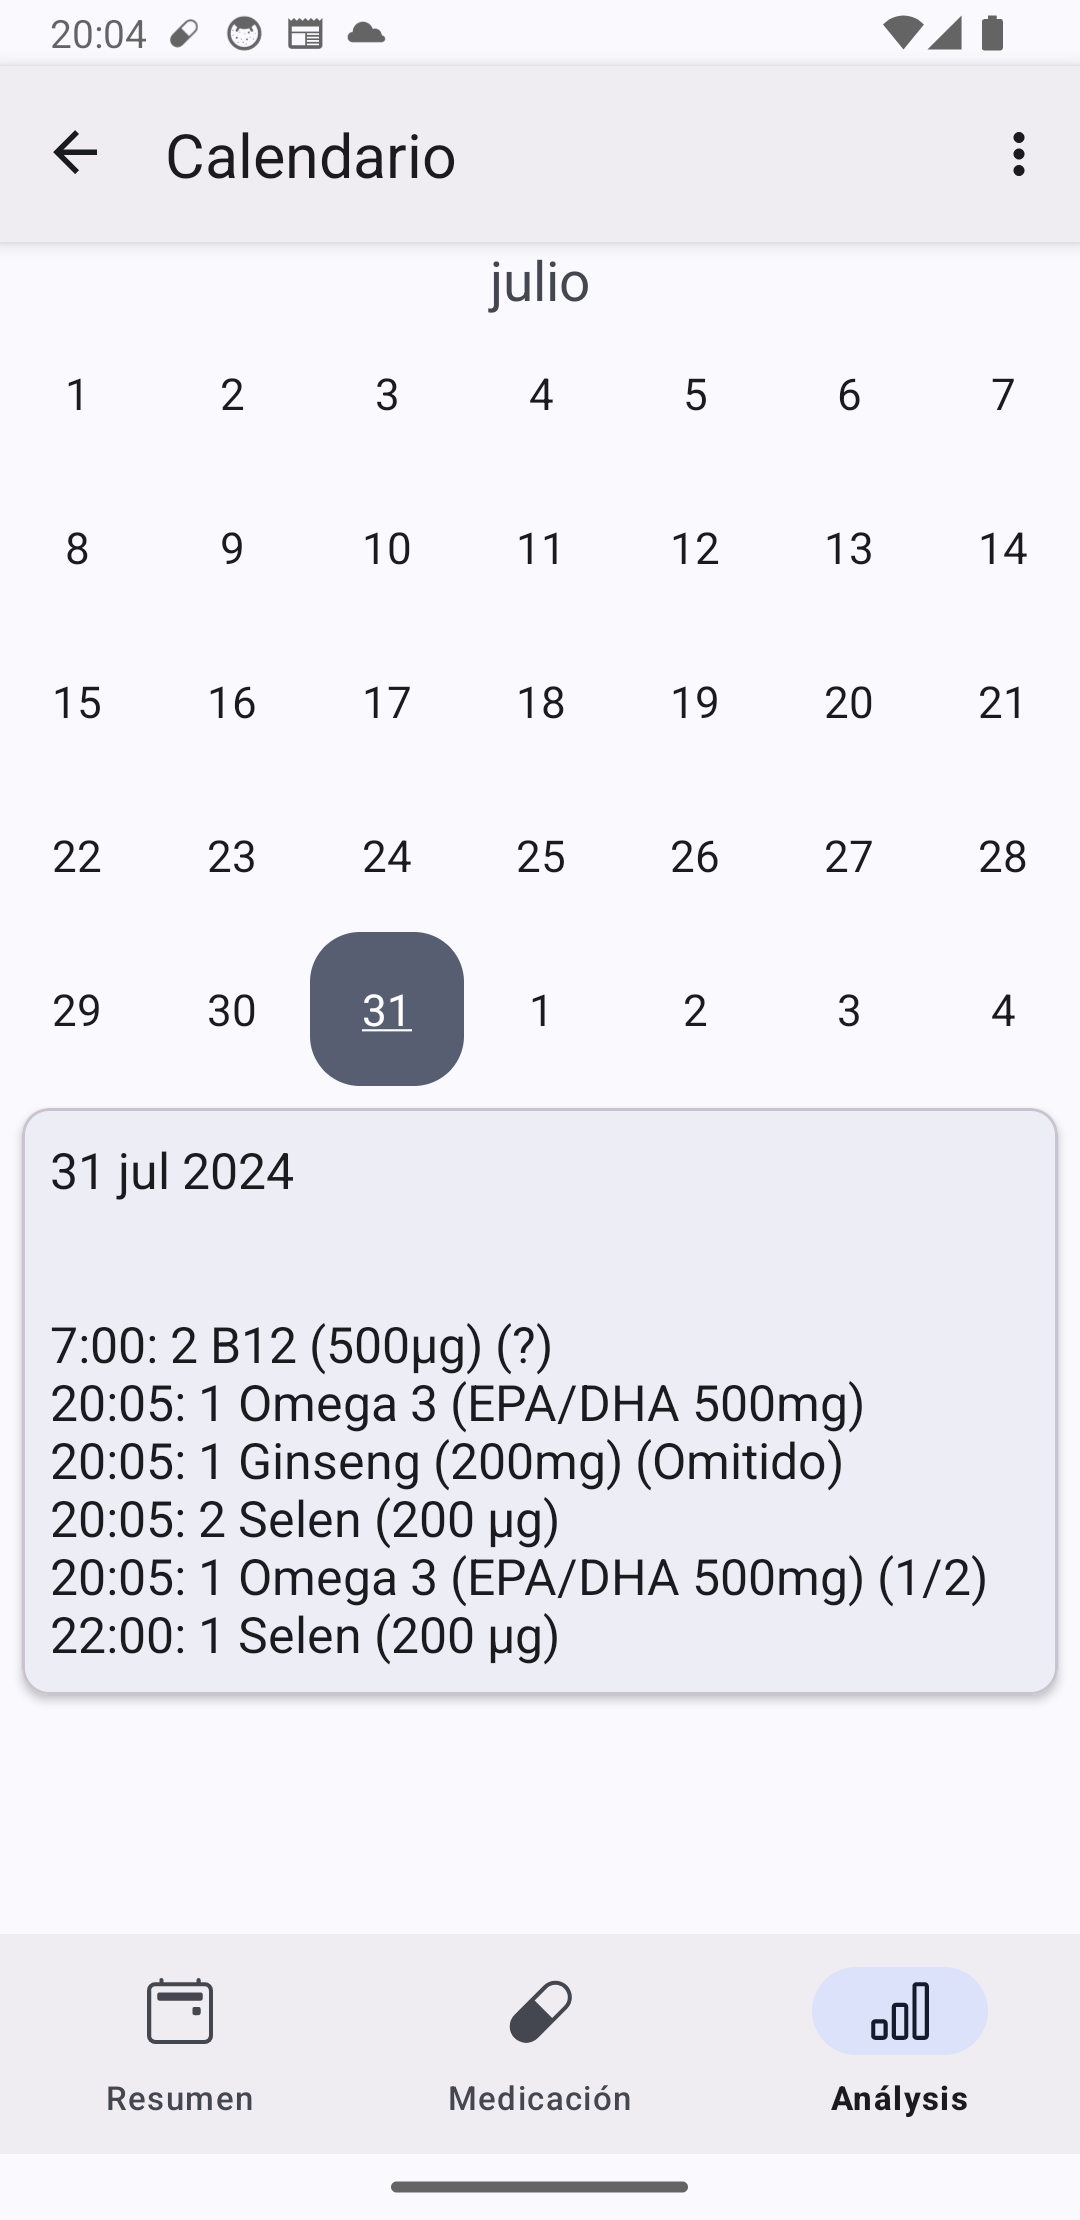 20:04
Calendario
julio
1 2 3 4 5 6 7
8 9 10 11 12 13 14
15 16 17 18 19 20 21
22 23 24 25 26 27 28
29 30 31 1 2 3 4
31 jul 2024
7:00: 2 B12 (500µg) (?)
20:05: 1 Omega 3 (EPA/DHA 500mg)
20:05: 1 Ginseng (200mg) (Omitido)
20:05: 2 Selen (200 µg)
20:05: 1 Omega 3 (EPA/DHA 500mg) (1/2)
22:00: 1 Selen (200 µg)
Resumen Medicación Análysis